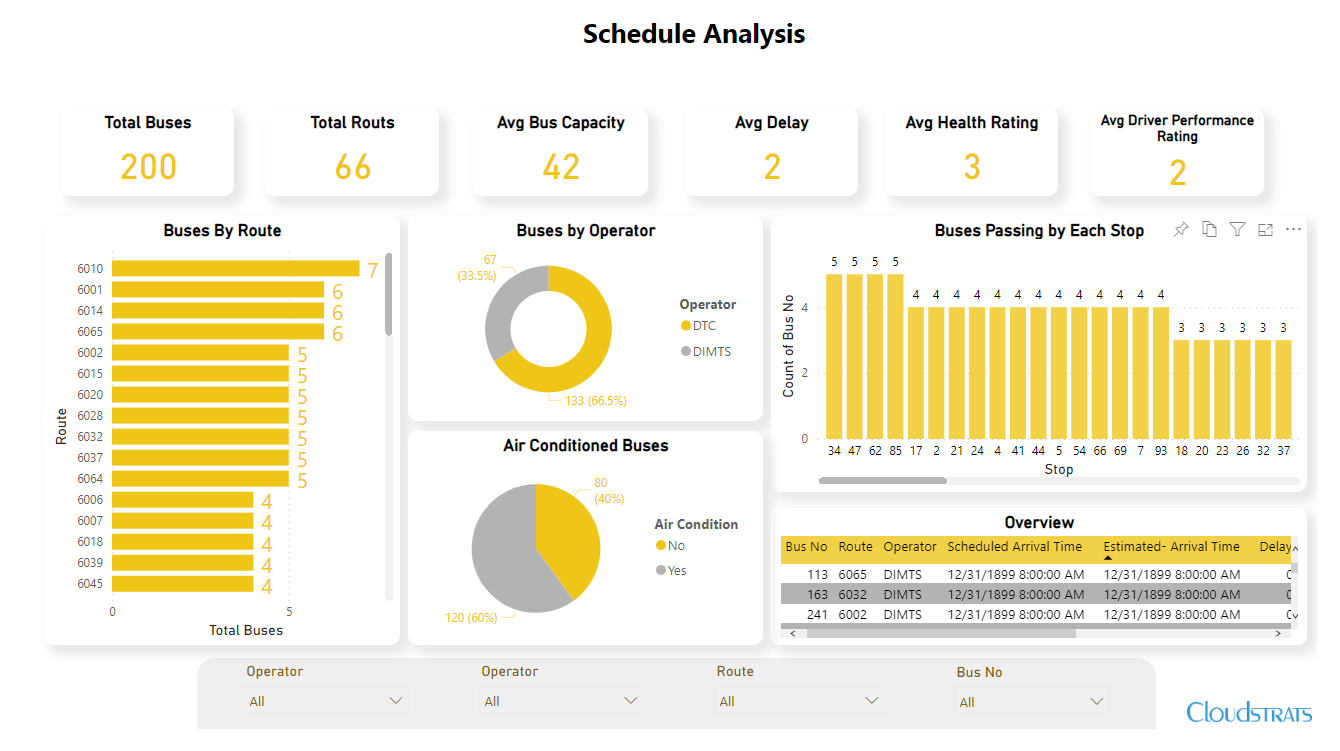 Schedule Analysis
Total Buses
200
Total Routs
66
Avg Bus Capacity
42
Avg Delay
2
Avg Health Rating
3
Avg Driver Performance
Rating
2
Buses By Route
Route
6010 7
6001 6
6014 6
6065 6
6002 5
6015 5
6020 5
6028 5
6032 5
6037 5
6064 5
6006 4
6007 4
6018 4
6039 4
6045 4
0 5
Total Buses
Buses by Operator
67
(33.5%)
133 (66.5%)
Operator
DTC
DIMTS
Air Conditioned Buses
80
(40%)
120 (60%)
Air Condition
No
Yes
Buses Passing by Each Stop
Count of Bus No
4
2
0
5 5 5 5 4 4 4 4 4 4 4 4 4 4 4 4 4 3 3 3 3 3 3
34 47 62 85 17 2 21 24 4 41 44 5 54 66 69 7 93 18 20 23 26 32 37
Stop
Overview
Bus No Route Operator Scheduled Arrival Time Estimated- Arrival Time Delay
113 6065 DIMTS 12/31/1899 8:00:00 AM 12/31/1899 8:00:00 AM 0
163 6032 DIMTS 12/31/1899 8:00:00 AM 12/31/1899 8:00:00 AM 0
241 6002 DIMTS 12/31/1899 8:00:00 AM 12/31/1899 8:00:00 AM 0
Operator
All
Operator
All
Route
All
Bus No
All
CloudSTRATS